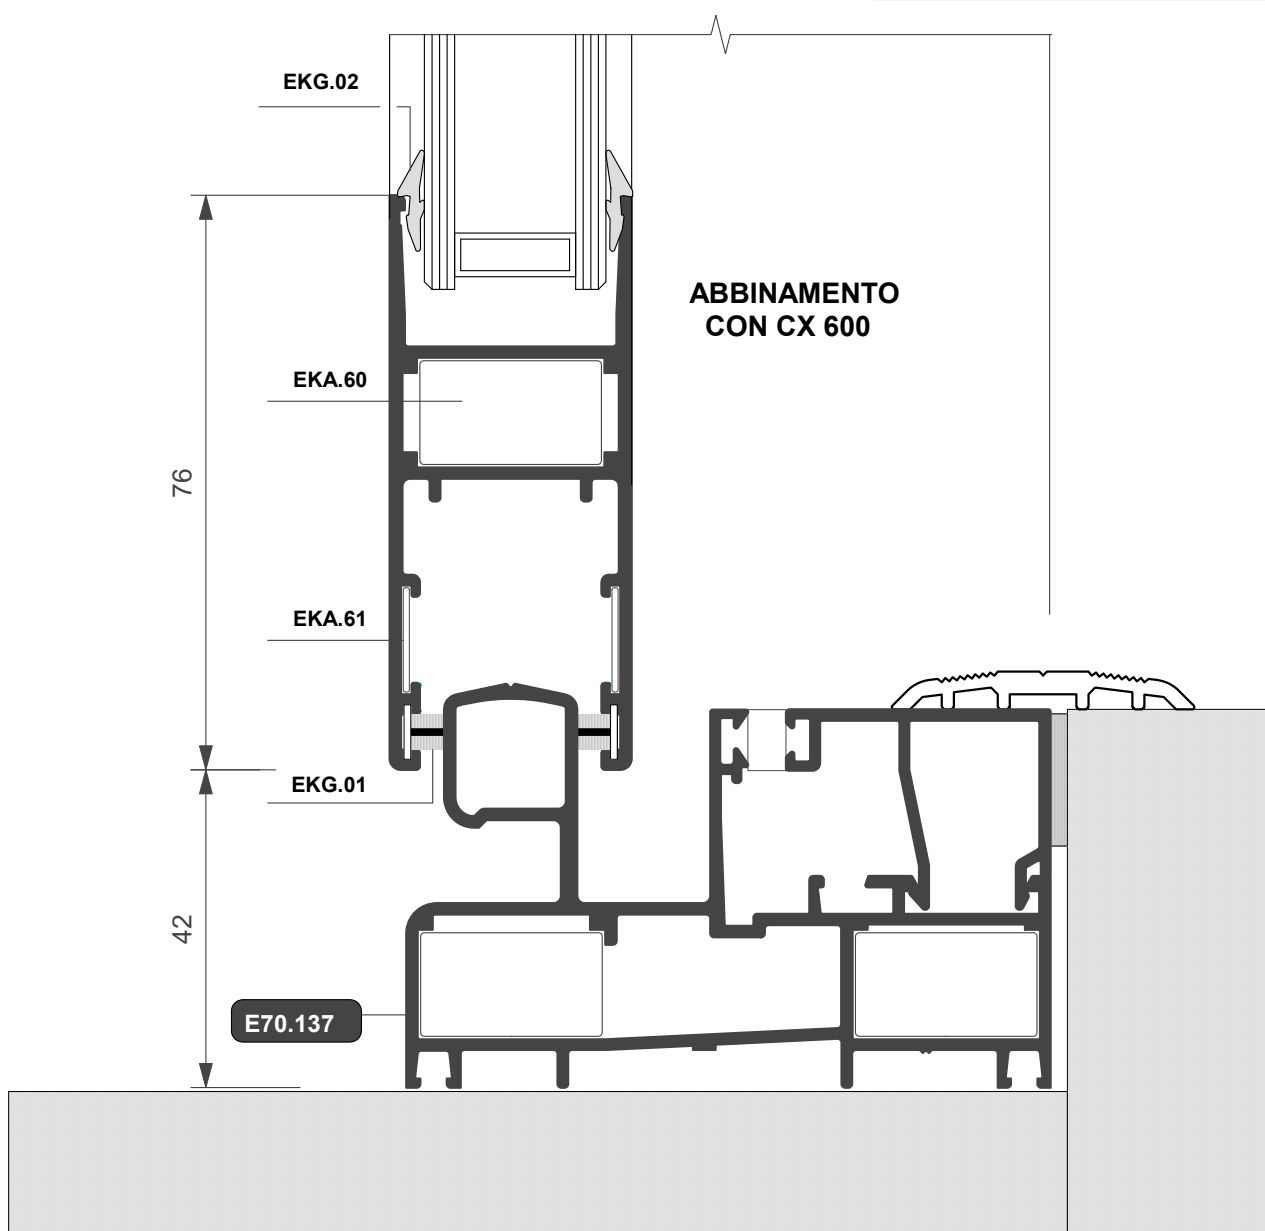 EKG.02
ABBINAMENTO
CON CX 600
EKA.60
76
EKA.61
EKG.01
42
E70.137